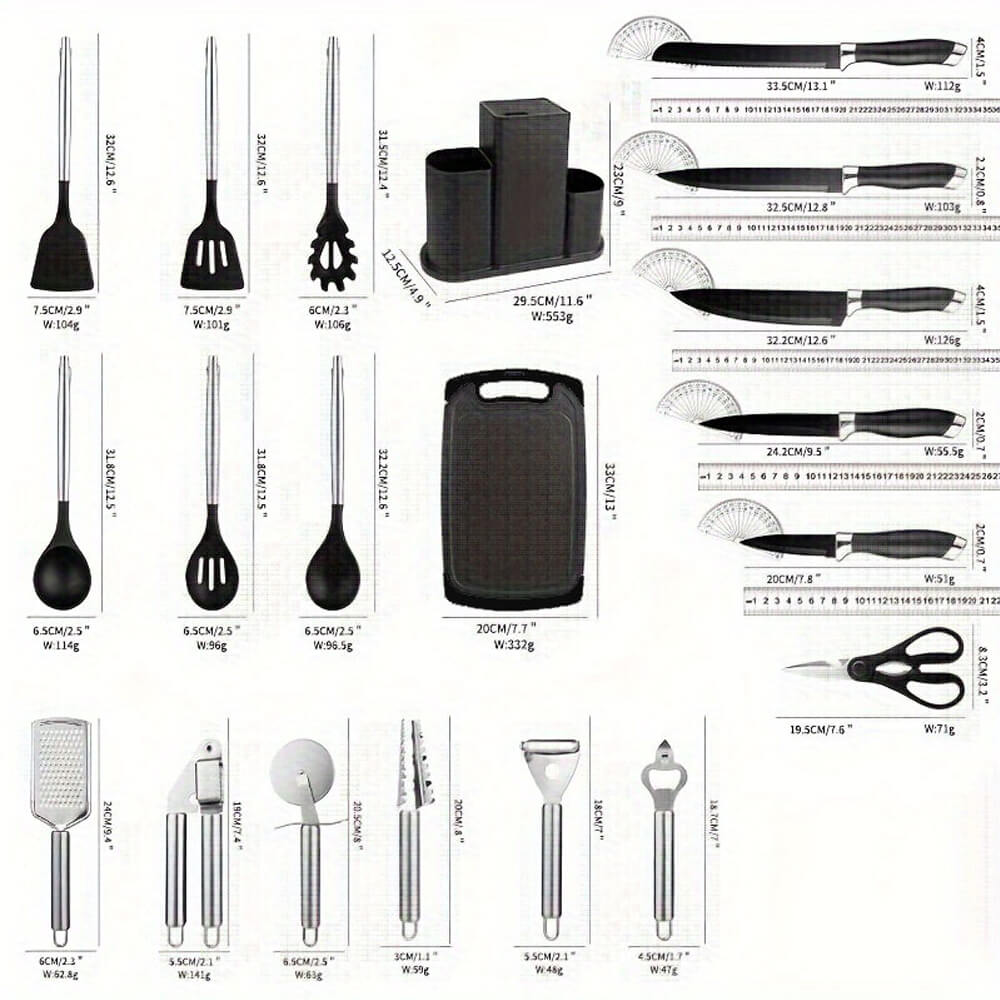 32CM/12.6 "
7.5CM/2.9 "
W:104g
32CM/12.6 "
7.5CM/2.9 "
W:101g
31.5CM/12.4 "
6CM/2.3 "
W:106g
23CM/9 "
12.5CM/4.9 "
29.5CM/11.6 "
W:553g
4CM/1.5 "
33.5CM/13.1 "
W:112g
2.2CM/0.8 "
32.5CM/12.8 "
W:103g
4CM/1.5 "
32.2CM/12.6 "
W:126g
2CM/0.7 "
24.2CM/9.5 "
W:55.5g
2CM/0.7 "
20CM/7.8 "
W:51g
8.3CM/3.2 "
19.5CM/7.6 "
W:71g
31.8CM/12.5 "
6.5CM/2.5 "
W:114g
31.8CM/12.5 "
6.5CM/2.5 "
W:96g
32.2CM/12.6 "
6.5CM/2.5 "
W:96.5g
33CM/13 "
20CM/7.7 "
W:332g
24CM/9.4 "
6CM/2.3 "
W:62.8g
19CM/7.4 "
5.5CM/2.1 "
W:141g
20.5CM/8 "
6.5CM/2.5 "
W:63g
20CM/.8 "
3CM/1.1 "
W:59g
18CM/7 "
5.5CM/2.1 "
W:48g
18.7CM/7 "
4.5CM/1.7 "
W:47g